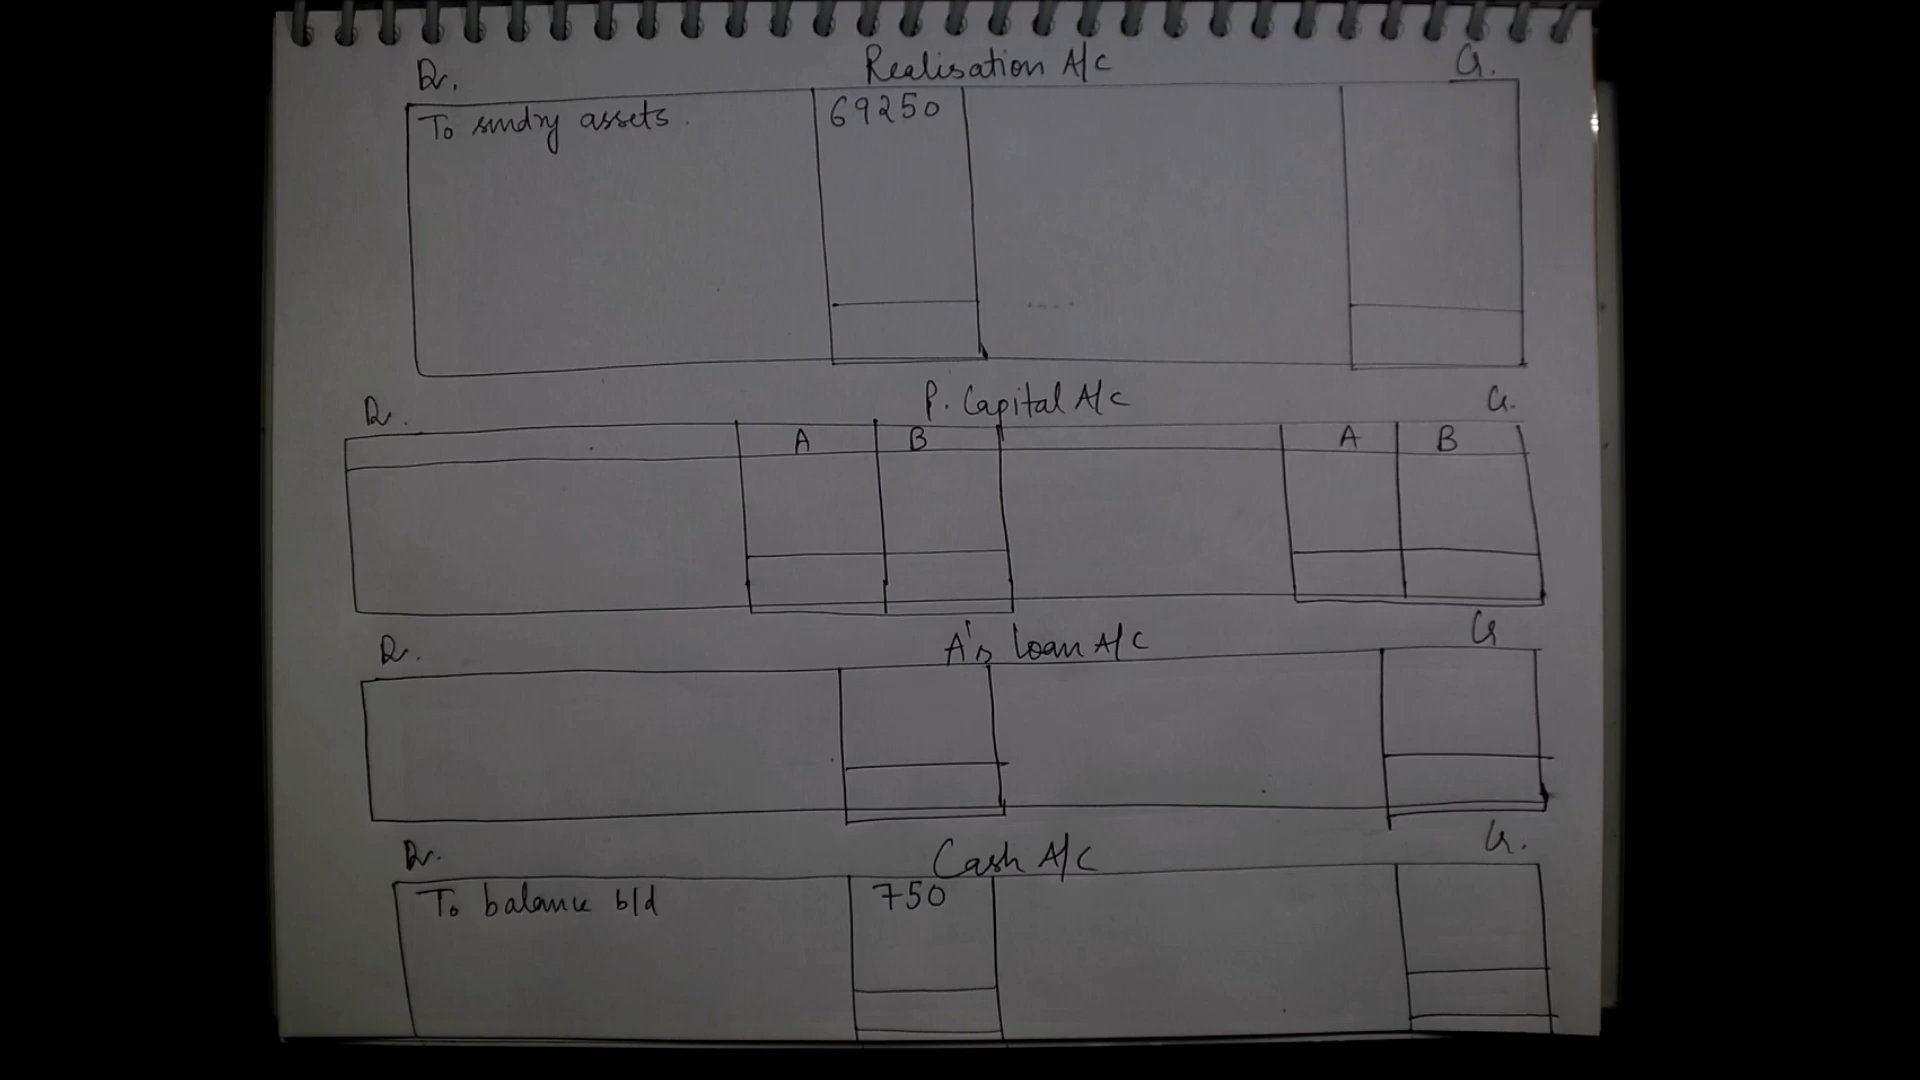 Dr. Realisation A/c Cr.
To sundry assets. 69250
Dr. P. Capital A/c Cr.
A B A B
Dr. A's Loan A/c Cr
Dr. Cash A/C Cr.
To balance b/d 750